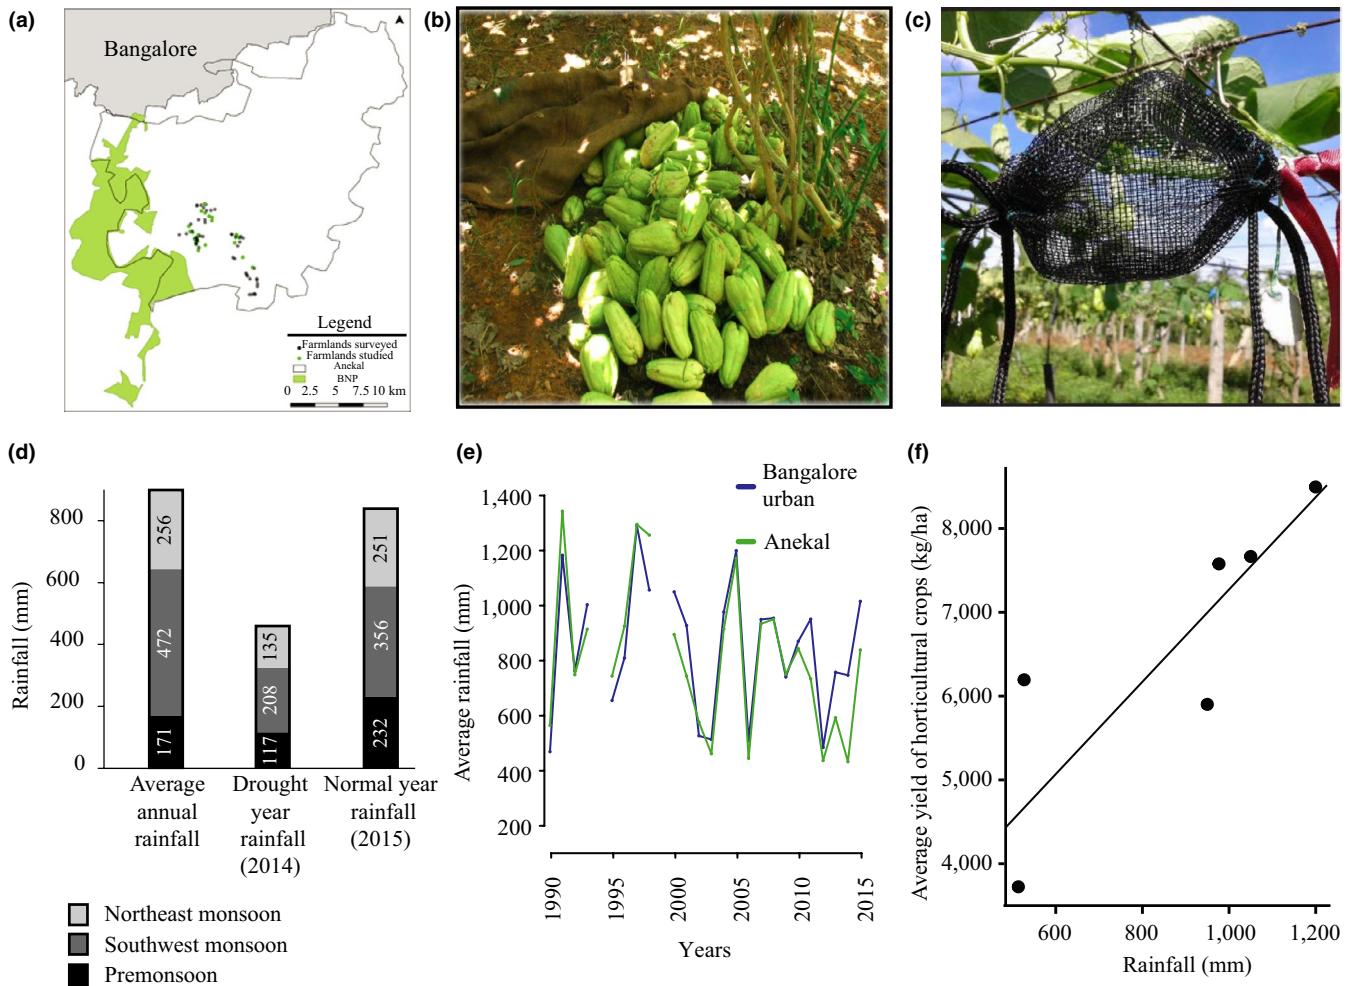 (a)
Bangalore
Legend
Farmlands surveyed
Farmlands studied
Anekal
BNP
0 2.5 5 7.5 10 km
(b)
(c)
(d)
Rainfall (mm)
800
600
400
200
0
256
472
171
135
208
117
251
356
232
Average
annual
rainfall
Drought
year
rainfall
(2014)
Normal year
rainfall
(2015)
Northeast monsoon
Southwest monsoon
Premonsoon
(e)
Bangalore
urban
Anekal
Average rainfall (mm)
1,400
1,200
1,000
800
600
400
200
1990
1995
2000
2005
2010
2015
Years
(f)
Average yield of horticultural crops (kg/ha)
8,000
7,000
6,000
5,000
4,000
600
800
1,000
1,200
Rainfall (mm)